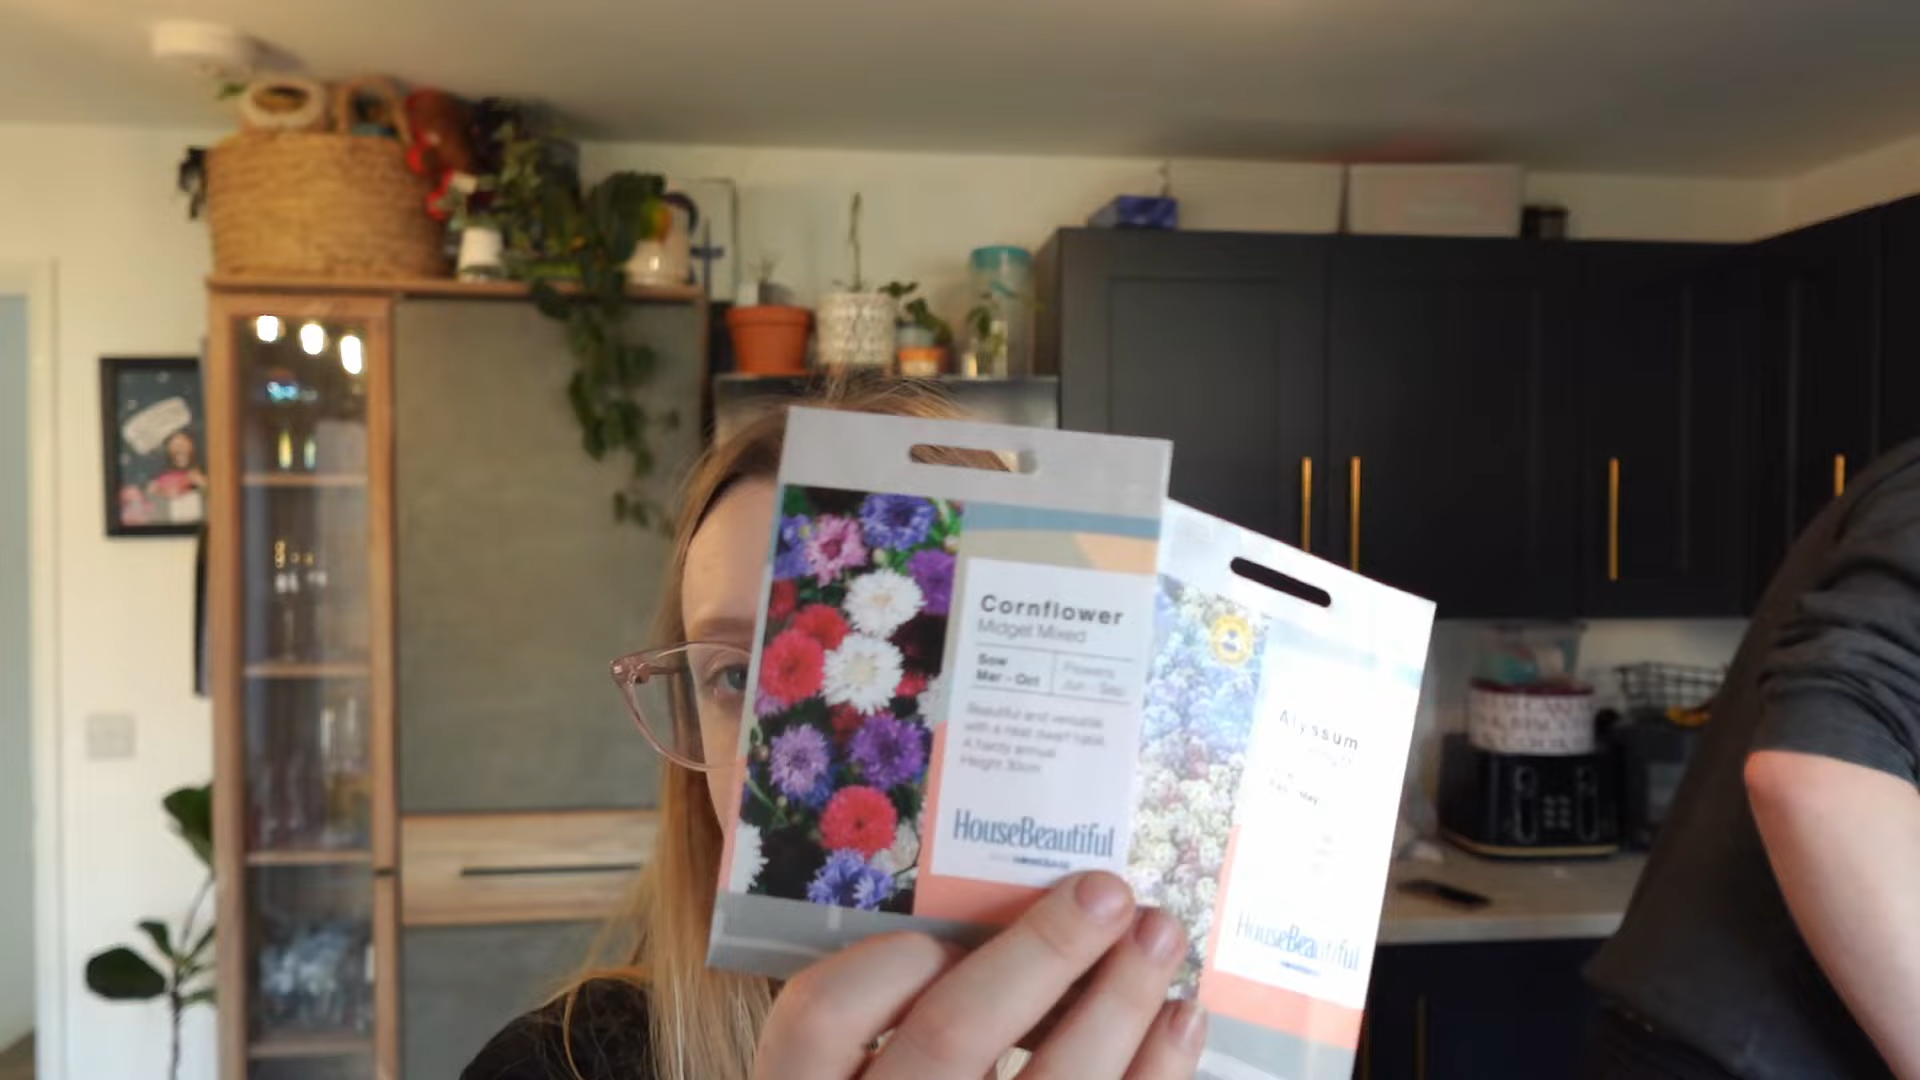 Cornflower
Midget Mixed
Sow
Mar - Oct
Flowers
Jun - Sep
Beautiful and versatile
with a neat dwarf habit.
A hardy annual
Height 30cm
HouseBeautiful
Alyssum
May
HouseBeautiful